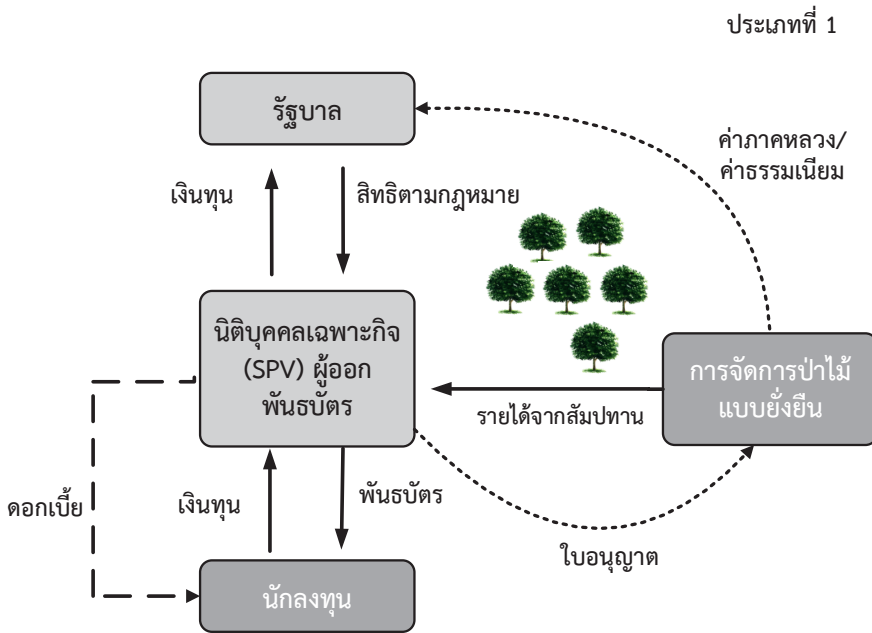 ประเภทที่ 1
รัฐบาล
ค่าภาคหลวง/
ค่าธรรมเนียม
เงินทุน
สิทธิตามกฎหมาย
นิติบุคคลเฉพาะกิจ
(SPV) ผู้ออก
พันธบัตร
การจัดการป่าไม้
แบบยั่งยืน
รายได้จากสัมปทาน
ดอกเบี้ย
เงินทุน
พันธบัตร
ใบอนุญาต
นักลงทุน